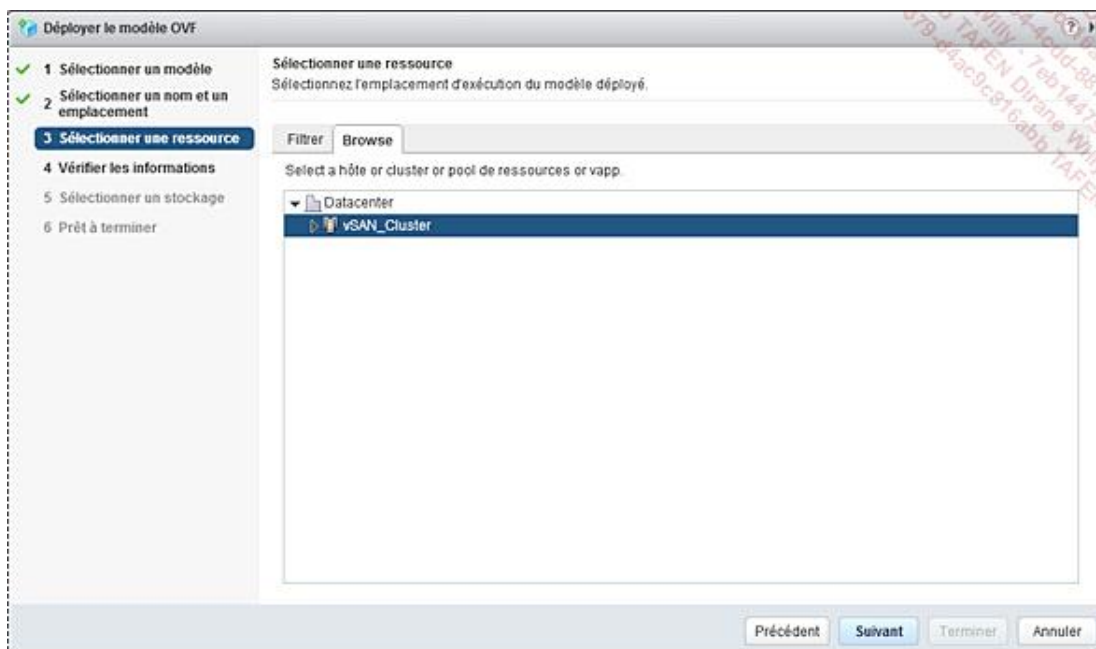 Déployer le modèle OVF
1 Sélectionner un modèle
2 Sélectionner un nom et un
emplacement
3 Sélectionner une ressource
4 Vérifier les informations
5 Sélectionner un stockage
6 Prêt à terminer
Sélectionner une ressource
Sélectionnez l'emplacement d'exécution du modèle déployé.
Filtrer Browse
Select a hôte or cluster or pool de ressources or vapp.
Datacenter
vSAN_Cluster
Précédent Suivant Terminer Annuler